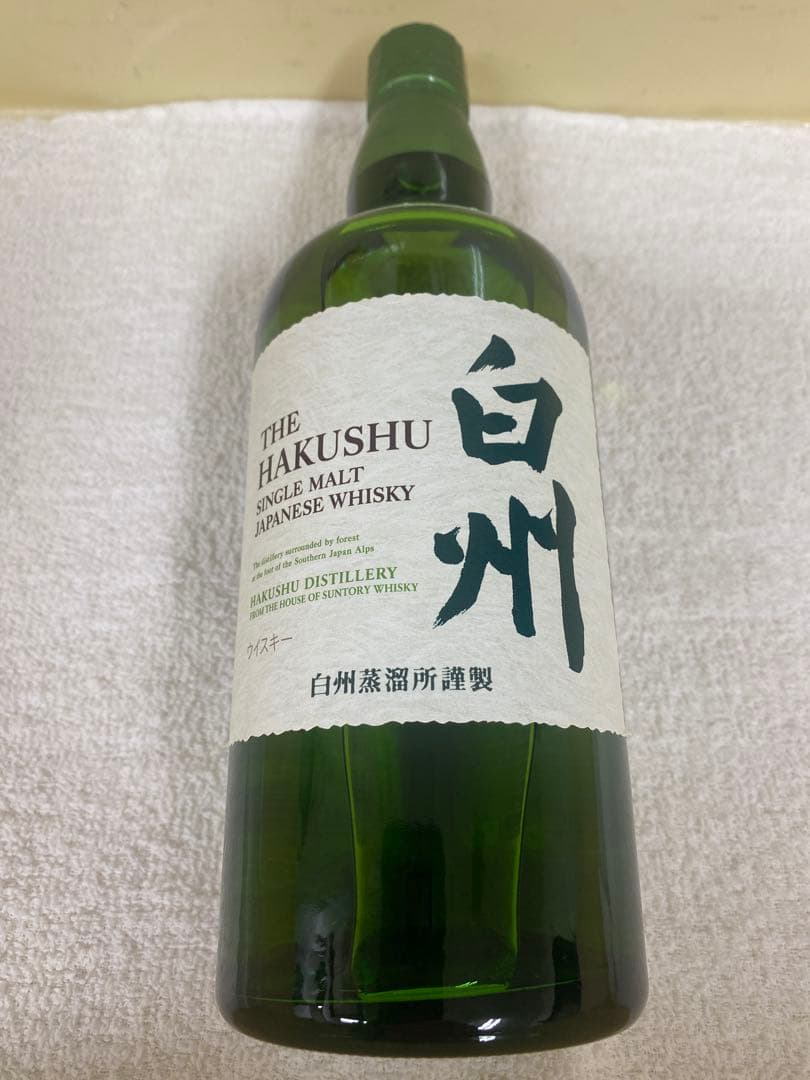 白州
THE
HAKUSHU
SINGLE MALT
JAPANESE WHISKY
The distillery surrounded by forest
at the foot of the Southern Japan Alps
HAKUSHU DISTILLERY
FROM THE HOUSE OF SUNTORY WHISKY
ウイスキー
白州蒸溜所謹製